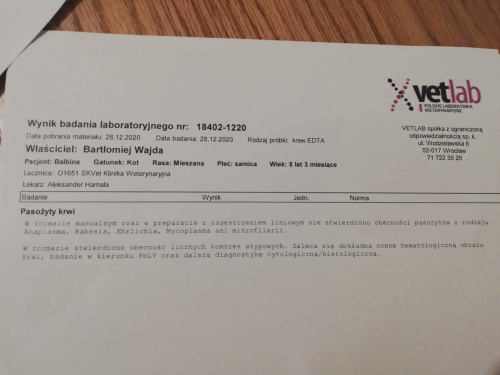 vetlab
POLSKIE LABORATORIA
WETERYNARYJNE
Wynik badania laboratoryjnego nr: 18402-1220
Data pobrania materiału: 28.12.2020 Data badania: 28.12.2020 Rodzaj próbki: krew EDTA
VETLAB spółka z ograniczoną
odpowiedzialnością sp. k.
ul. Wodzisławska 6
52-017 Wrocław
71 722 35 25
Właściciel: Bartłomiej Wajda
Pacjent: Balbina Gatunek: Kot Rasa: Mieszana Płeć: samica Wiek: 5 lat 3 miesiące
Lecznica: D1651 SKVet Klinika Weterynaryjna
Lekarz: Aleksander Hamala
Badanie Wynik Jedn. Norma
Pasożyty krwi
W rozmazie manualnym oraz w preparacie z zagęszczeniem liniowym nie stwierdzono obecności pasożytów z rodzaju
Anaplasma, Babesia, Ehrlichia, Mycoplasma ani mikrofilarii.
W rozmazie stwierdzono obecność licznych komórek atypowych. Zaleca się dokładną ocenę hematologiczną obrazu
krwi, badanie w kierunku FeLV oraz dalszą diagnostykę cytologiczną/histologiczną.